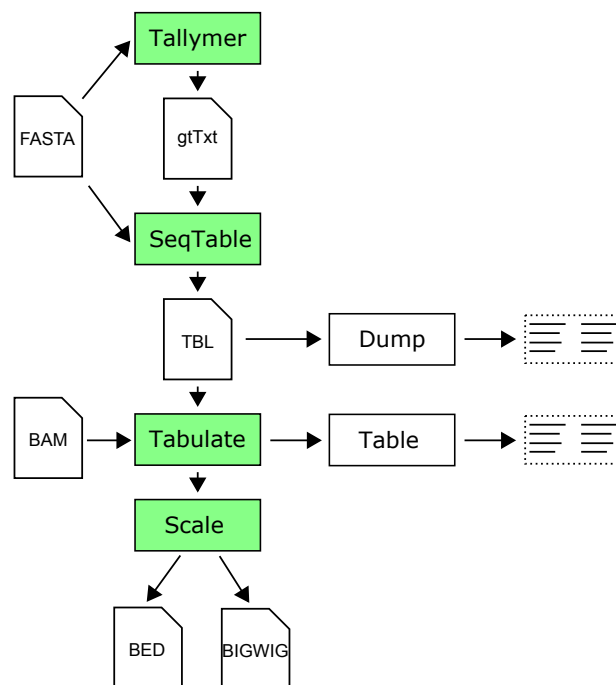 Tallymer
FASTA
gtTxt
SeqTable
TBL
Dump
BAM
Tabulate
Table
Scale
BED
BIGWIG